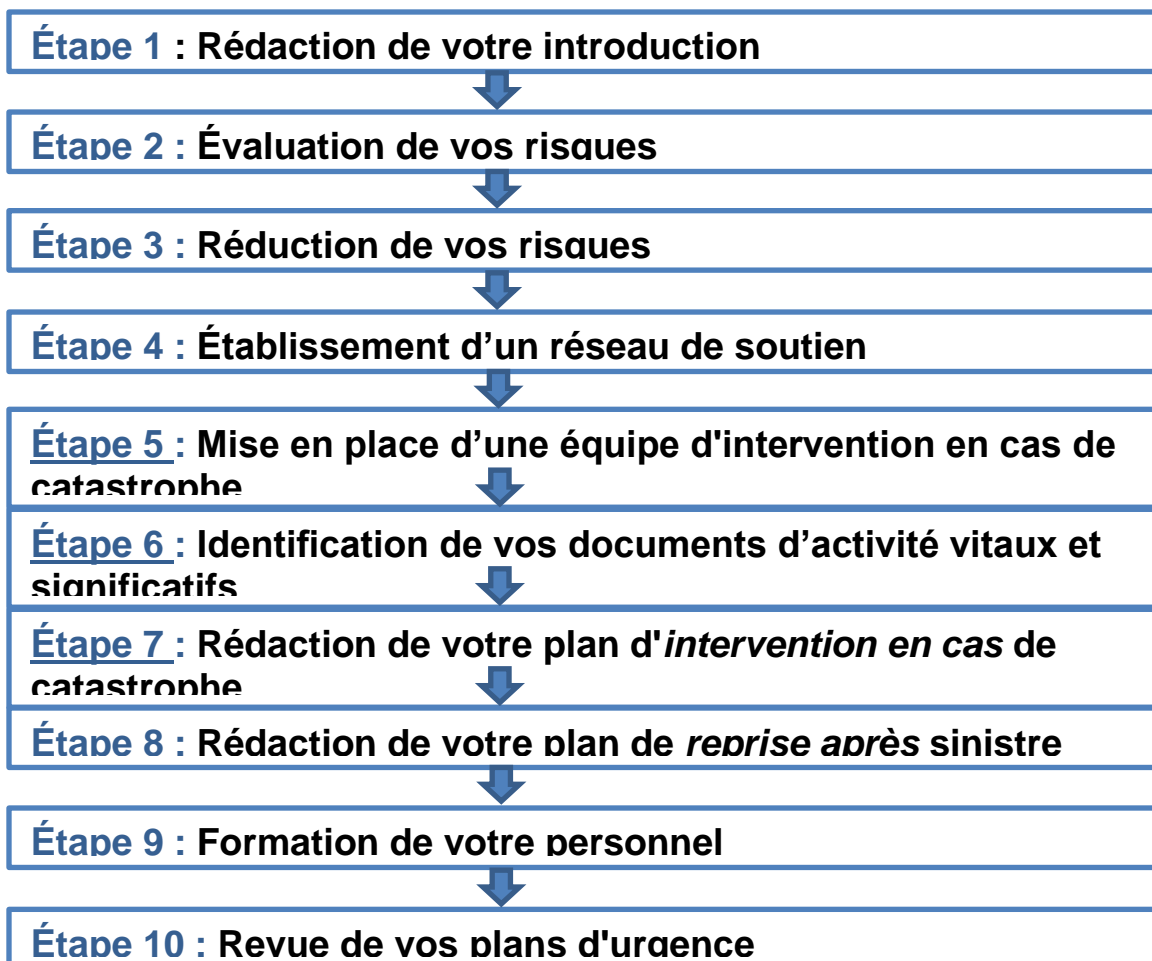 Étape 1 : Rédaction de votre introduction
Étape 2 : Évaluation de vos risques
Étape 3 : Réduction de vos risques
Étape 4 : Établissement d’un réseau de soutien
Étape 5 : Mise en place d’une équipe d'intervention en cas de
catastrophe
Étape 6 : Identification de vos documents d’activité vitaux et
significatifs
Étape 7 : Rédaction de votre plan d'intervention en cas de
catastrophe
Étape 8 : Rédaction de votre plan de reprise après sinistre
Étape 9 : Formation de votre personnel
Étape 10 : Revue de vos plans d'urgence